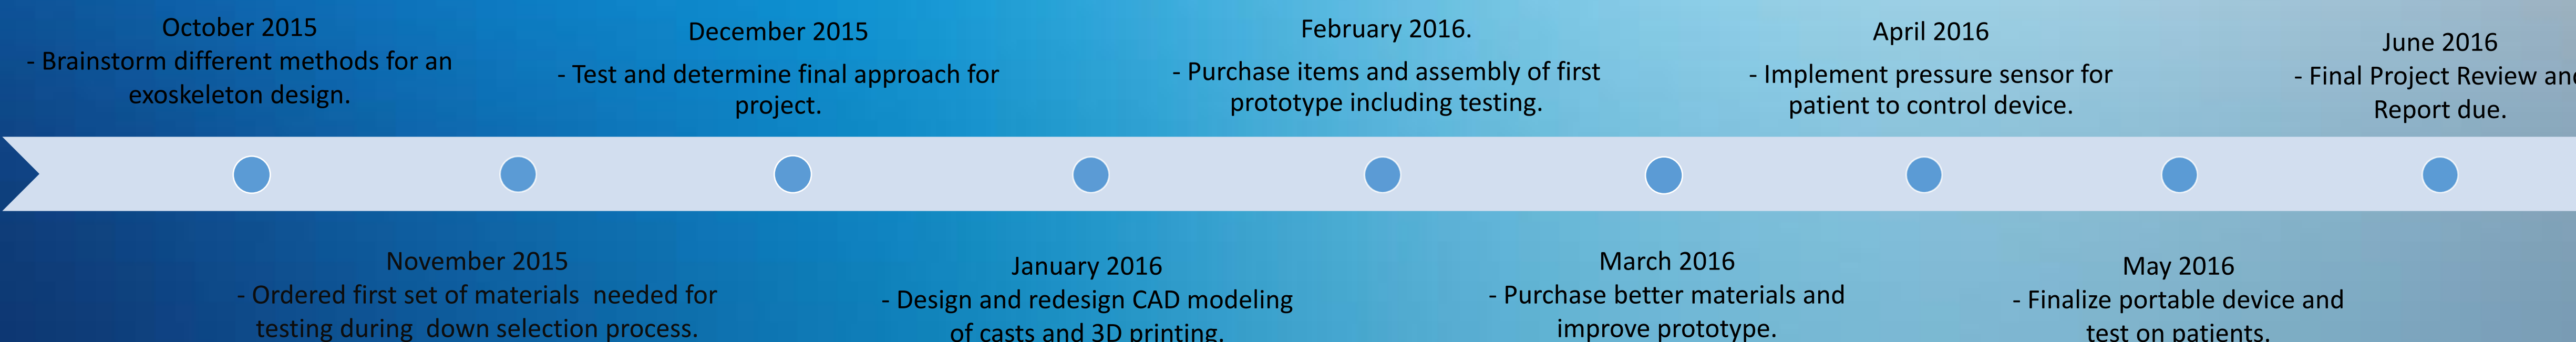 October 2015
- Brainstorm different methods for an
exoskeleton design.
November 2015
- Ordered first set of materials  needed for
testing during  down selection process.
December 2015
- Test and determine final approach for
project.
January 2016
- Design and redesign CAD modeling
of casts and 3D printing.
February 2016.
- Purchase items and assembly of first
prototype including testing.
March 2016
- Purchase better materials and
improve prototype.
April 2016
- Implement pressure sensor for
patient to control device.
May 2016
- Finalize portable device and
test on patients.
June 2016
- Final Project Review and
Report due.